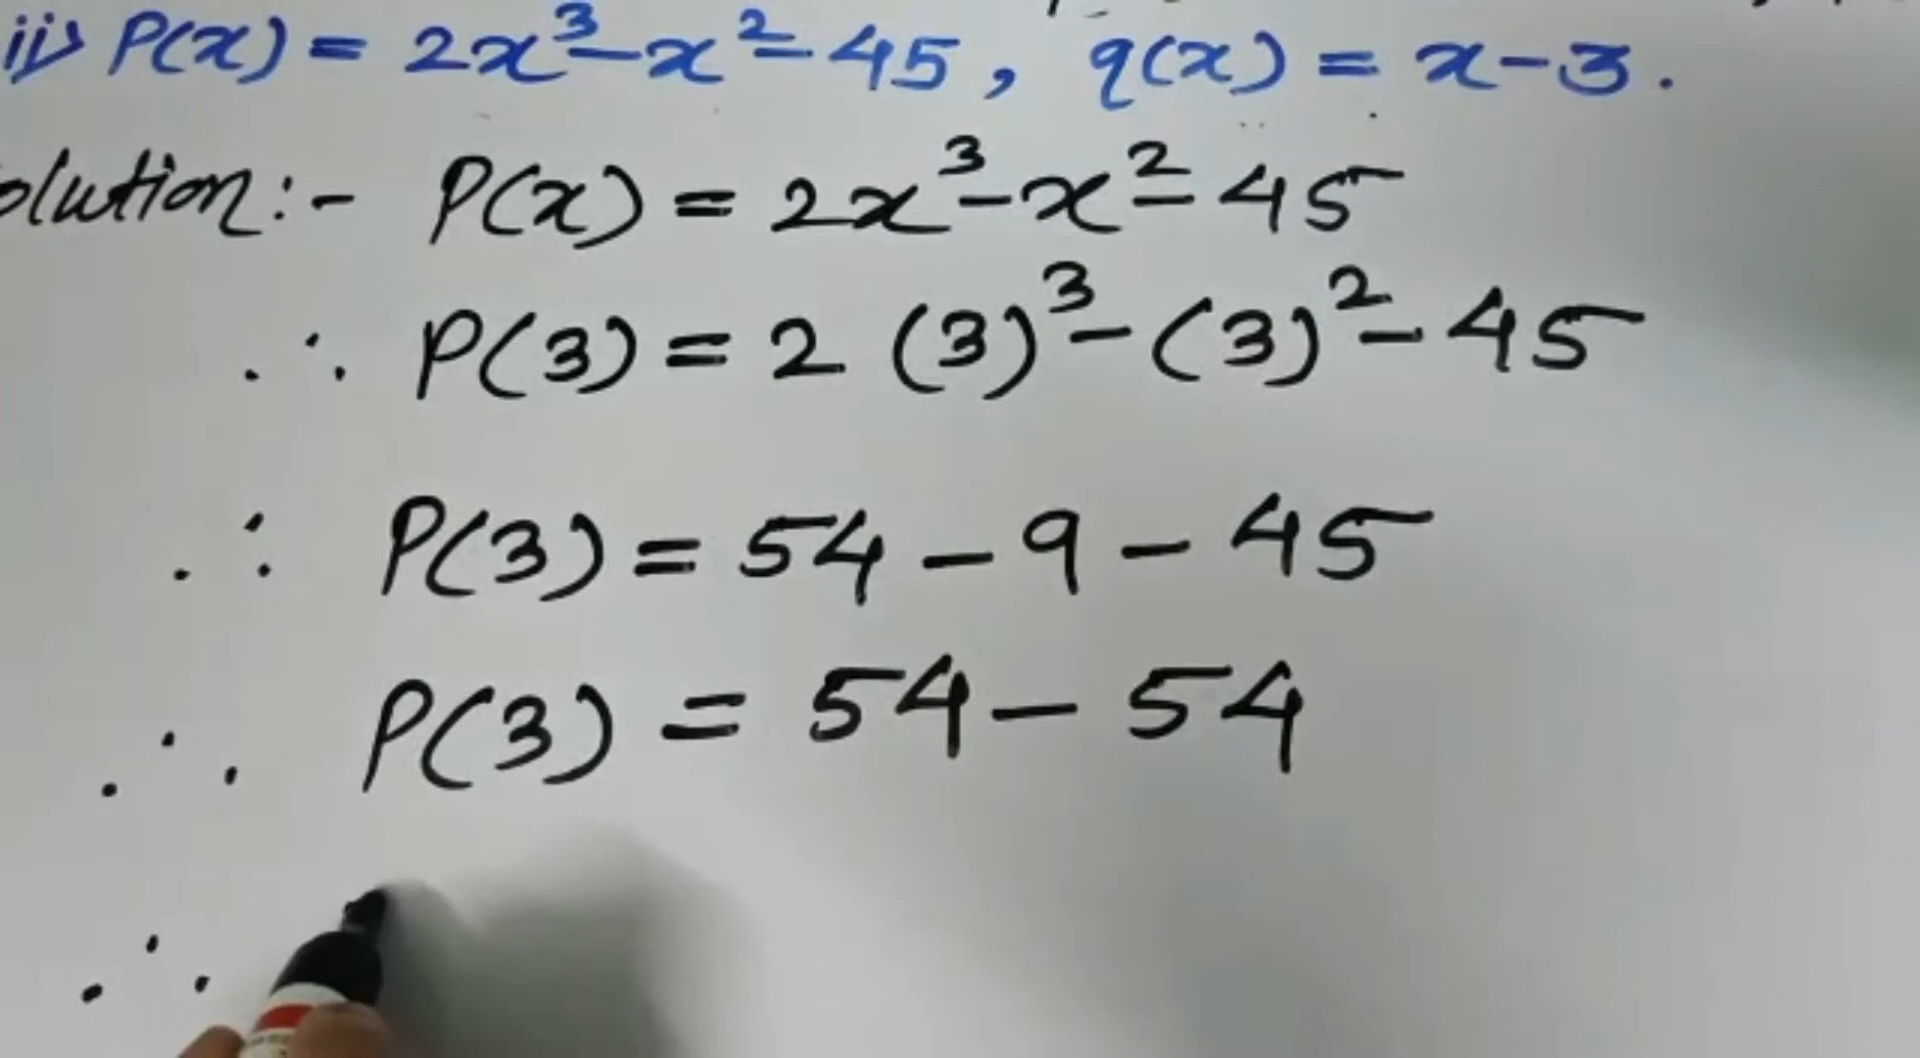 ii> P(x) = 2x³-x²-45, q(x) = x-3.
olution:- P(x) = 2x³-x²-45
∴ P(3) = 2 (3)³-(3)²-45
∴ P(3) = 54 - 9 - 45
∴ P(3) = 54 - 54
∴